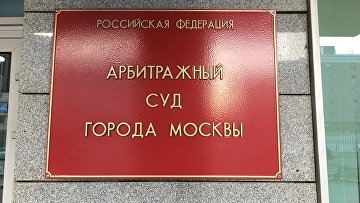 РОССИЙСКАЯ ФЕДЕРАЦИЯ
АРБИТРАЖНЫЙ
СУД
ГОРОДА МОСКВЫ